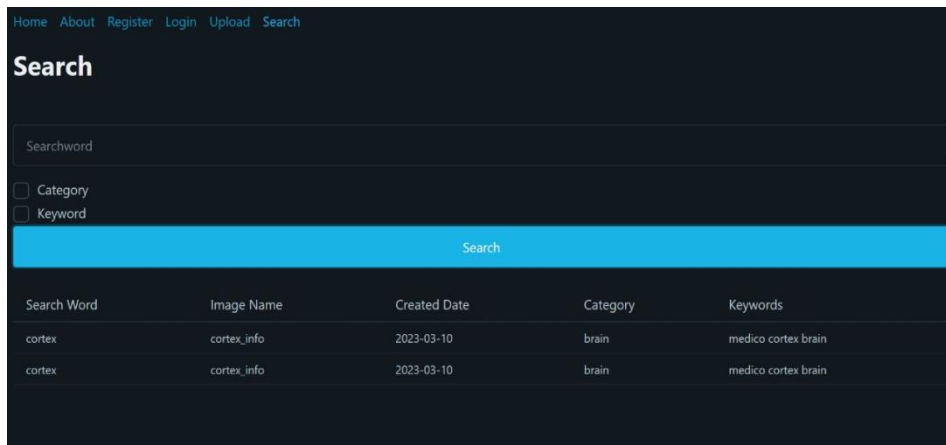 Home About Register Login Upload Search
Search
Searchword
Category
Keyword
Search
Search Word Image Name Created Date Category Keywords
cortex cortex_info 2023-03-10 brain medico cortex brain
cortex cortex_info 2023-03-10 brain medico cortex brain